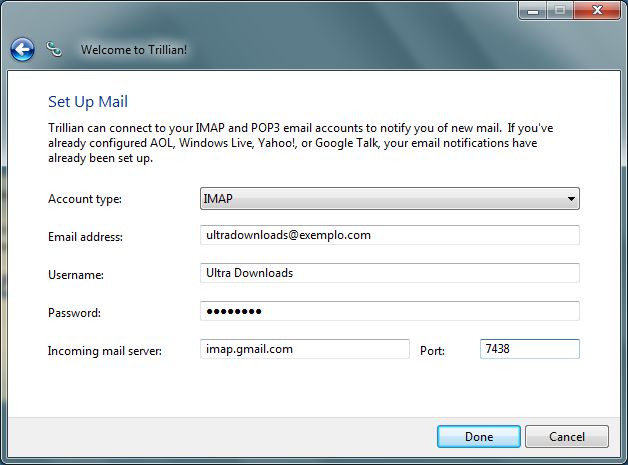 Welcome to Trillian!
Set Up Mail
Trillian can connect to your IMAP and POP3 email accounts to notify you of new mail. If you've
already configured AOL, Windows Live, Yahoo!, or Google Talk, your email notifications have
already been set up.
Account type: IMAP
Email address: ultradownloads@exemplo.com
Username: Ultra Downloads
Password: ●●●●●●●●
Incoming mail server: imap.gmail.com Port: 7438
Done Cancel